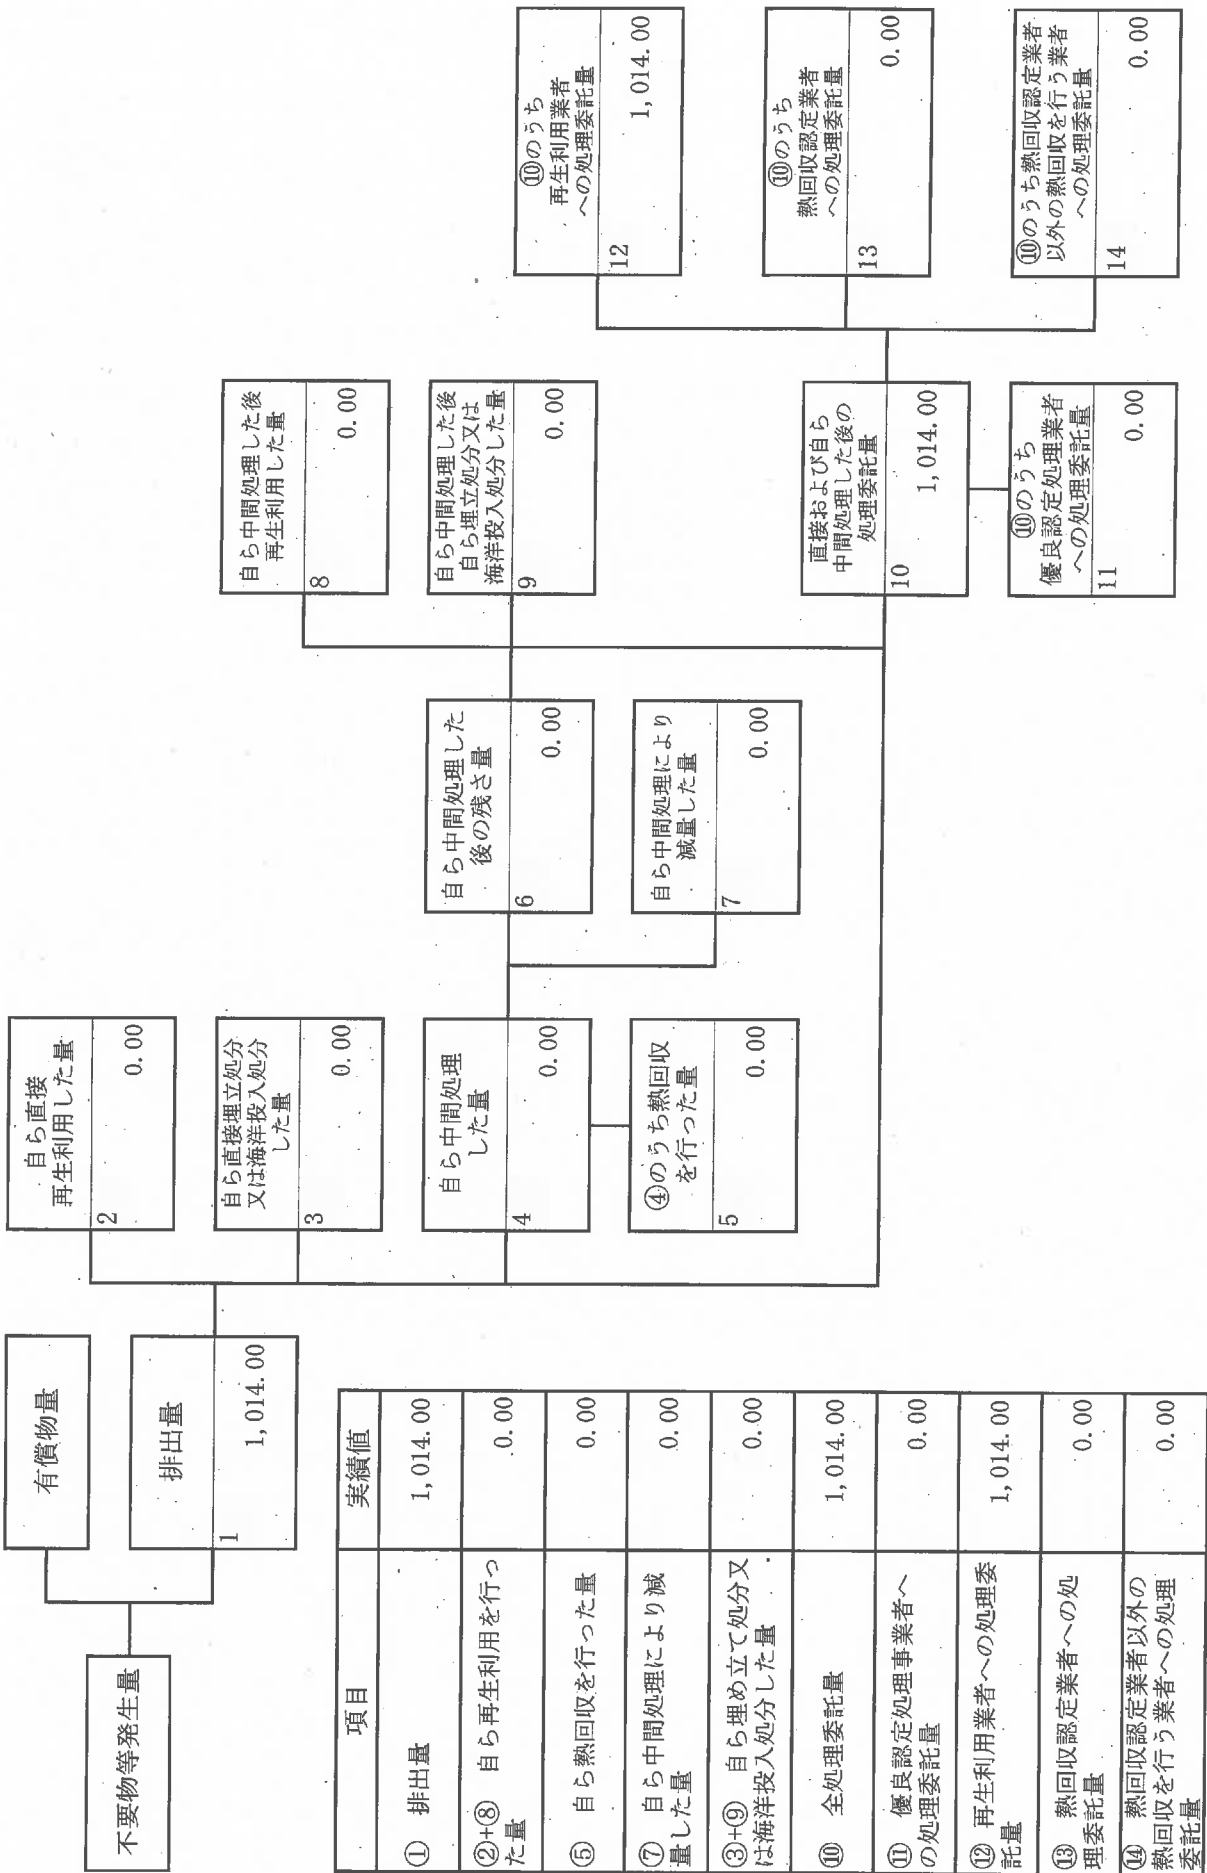 不要物等発生量
有償物量
排出量
1
1,014.00
自ら直接
再生利用した量
2
0.00
自ら直接埋立処分
又は海洋投入処分
した量
3
0.00
自ら中間処理
した量
4
0.00
④のうち熱回収
を行った量
5
0.00
自ら中間処理した
後の残さ量
6
0.00
自ら中間処理により
減量した量
7
0.00
自ら中間処理した後
再生利用した量
8
0.00
自ら中間処理した後
自ら埋立処分又は
海洋投入処分した量
9
0.00
直接および自ら
中間処理した後の
処理委託量
10
1,014.00
⑩のうち
優良認定処理業者
への処理委託量
11
0.00
⑩のうち
再生利用業者
への処理委託量
12
1,014.00
⑩のうち
熱回収認定業者
への処理委託量
13
0.00
⑩のうち熱回収認定業者
以外の熱回収を行う業者
への処理委託量
14
0.00
項目 実績値
① 排出量 1,014.00
②+⑧ 自ら再生利用を行っ
た量 0.00
⑤ 自ら熱回収を行った量 0.00
⑦ 自ら中間処理により減
量した量 0.00
③+⑨ 自ら埋め立て処分又
は海洋投入処分した量 0.00
⑩ 全処理委託量 1,014.00
⑪ 優良認定処理事業者へ
の処理委託量 0.00
⑫ 再生利用業者への処理委
託量 1,014.00
⑬ 熱回収認定業者への処
理委託量 0.00
⑭ 熱回収認定業者以外の
熱回収を行う業者への処理
委託量 0.00